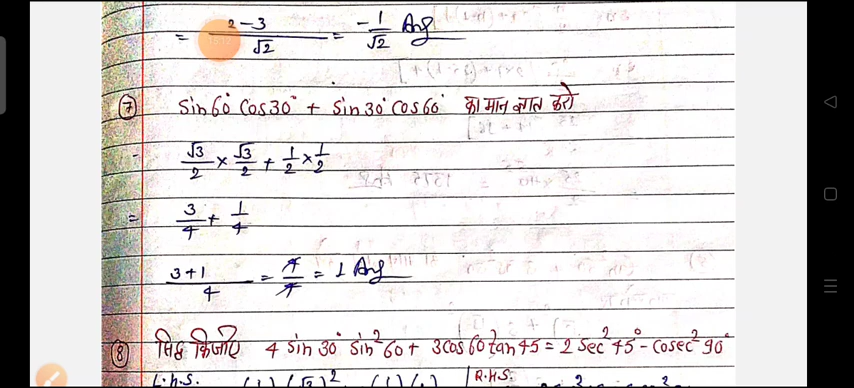 = 2-3/√2 = -1/√2 Ans
⑦ sin60° cos30° + sin30° cos60° का मान ज्ञात करो
√3/2 × √3/2 + 1/2 × 1/2
= 3/4 + 1/4
3+1/4 = 4/4 = 1 Ans
⑧ सिद्ध किजीए 4 sin30° sin²60 + 3cos60 tan45 = 2 sec²45° - cosec²90°
L.H.S. R.H.S.